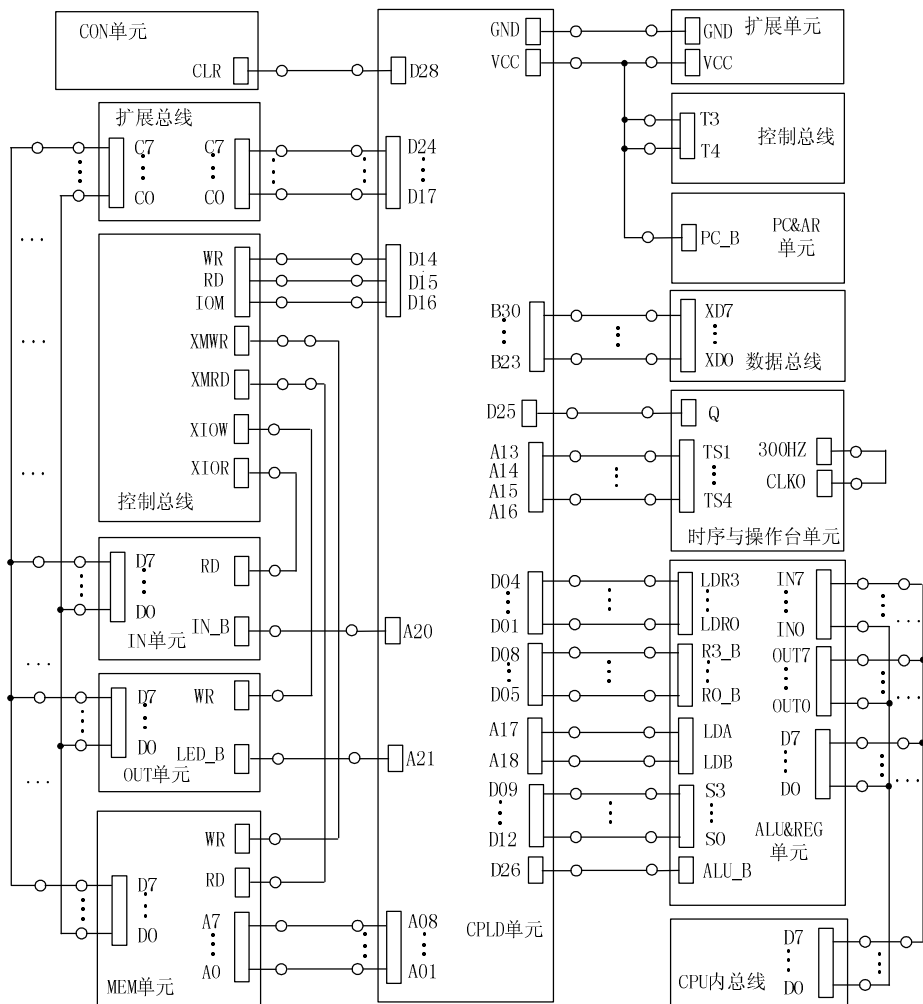 CON单元
CLR
D28
扩展总线
C7
C0
C7
C0
D24
D17
控制总线
WR
RD
IOM
D14
D15
D16
XMWR
XMRD
XIOW
XIOR
IN单元
D7
D0
RD
IN_B
A20
OUT单元
D7
D0
WR
LED_B
A21
MEM单元
D7
D0
WR
RD
A7
A0
A08
A01
CPLD单元
GND
VCC
GND
VCC
扩展单元
T3
T4
控制总线
PC_B
PC&AR
单元
B30
B23
XD7
XD0
数据总线
D25
Q
A13
A14
A15
A16
TS1
TS4
300HZ
CLK0
时序与操作台单元
D04
D01
LDR3
LDR0
D08
D05
R3_B
R0_B
A17
A18
LDA
LDB
D09
D12
S3
S0
D26
ALU_B
IN7
IN0
OUT7
OUT0
D7
D0
ALU&REG
单元
CPU内总线
D7
D0